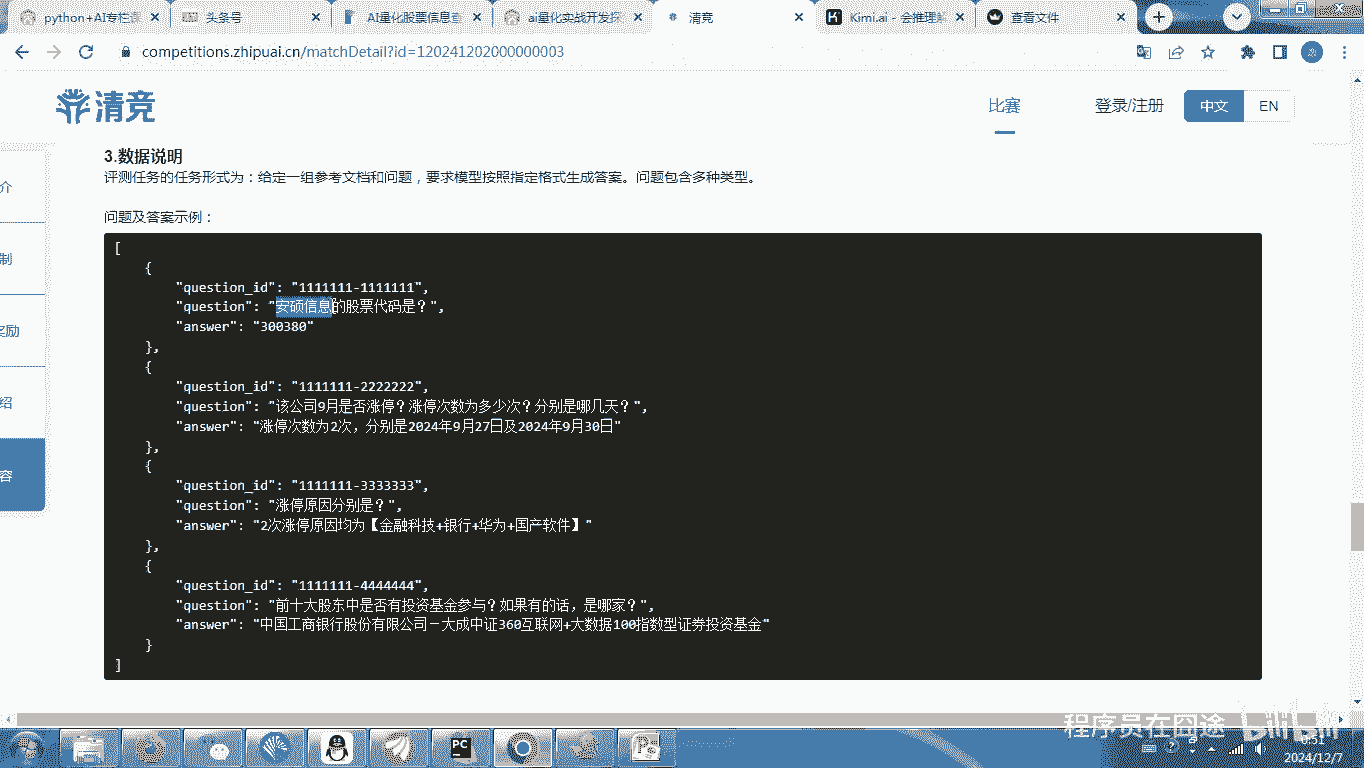 python+AI专栏课
头条号
AI量化股票信息查
ai量化实战开发探
清竞
Kimi.ai - 会推理解
查看文件
competitions.zhipuai.cn/matchDetail?id=120241202000000003
清竞
比赛
登录/注册
中文
EN
介
制
奖励
绍
容
3.数据说明
评测任务的任务形式为：给定一组参考文档和问题，要求模型按照指定格式生成答案。问题包含多种类型。
问题及答案示例：
[
{
"question_id": "1111111-1111111",
"question": "安硕信息的股票代码是？",
"answer": "300380"
},
{
"question_id": "1111111-2222222",
"question": "该公司9月是否涨停？涨停次数为多少次？分别是哪几天？",
"answer": "涨停次数为2次，分别是2024年9月27日及2024年9月30日"
},
{
"question_id": "1111111-3333333",
"question": "涨停原因分别是？",
"answer": "2次涨停原因均为【金融科技+银行+华为+国产软件】"
},
{
"question_id": "1111111-4444444",
"question": "前十大股东中是否有投资基金参与？如果有的话，是哪家？",
"answer": "中国工商银行股份有限公司－大成中证360互联网+大数据100指数型证券投资基金"
}
]
程序员在囧途 bilibili
PC
Ps
0:51
2024/12/7